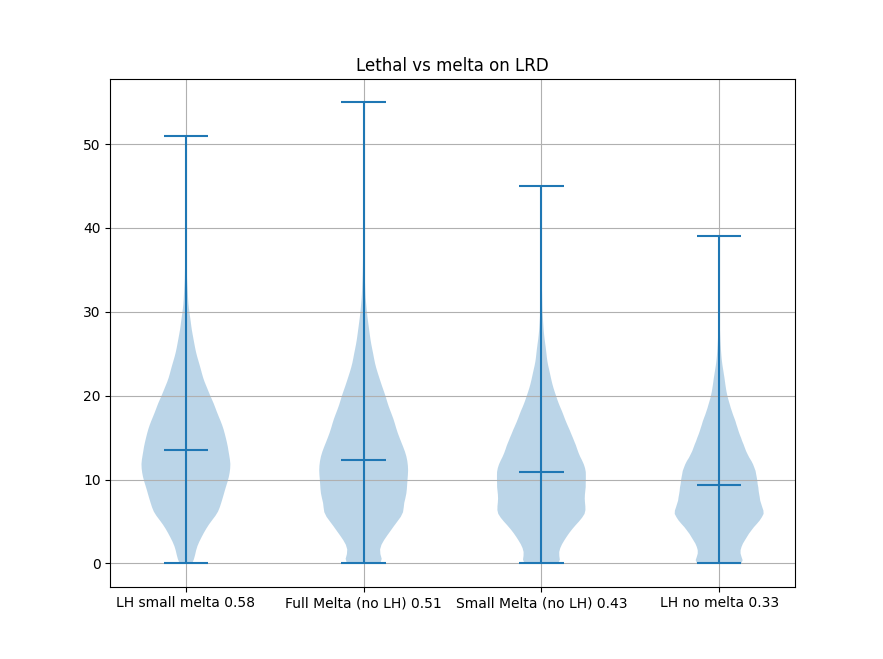 Lethal vs melta on LRD
50
40
30
20
10
0
LH small melta 0.58
Full Melta (no LH) 0.51
Small Melta (no LH) 0.43
LH no melta 0.33